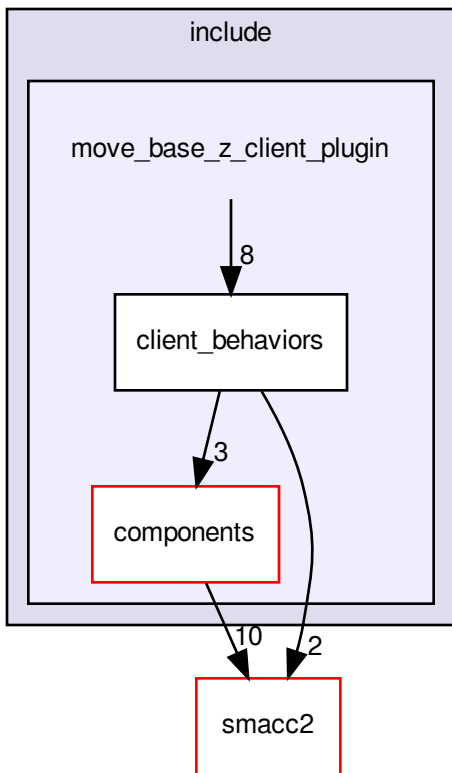 include
move_base_z_client_plugin
8
client_behaviors
3
components
10
2
smacc2